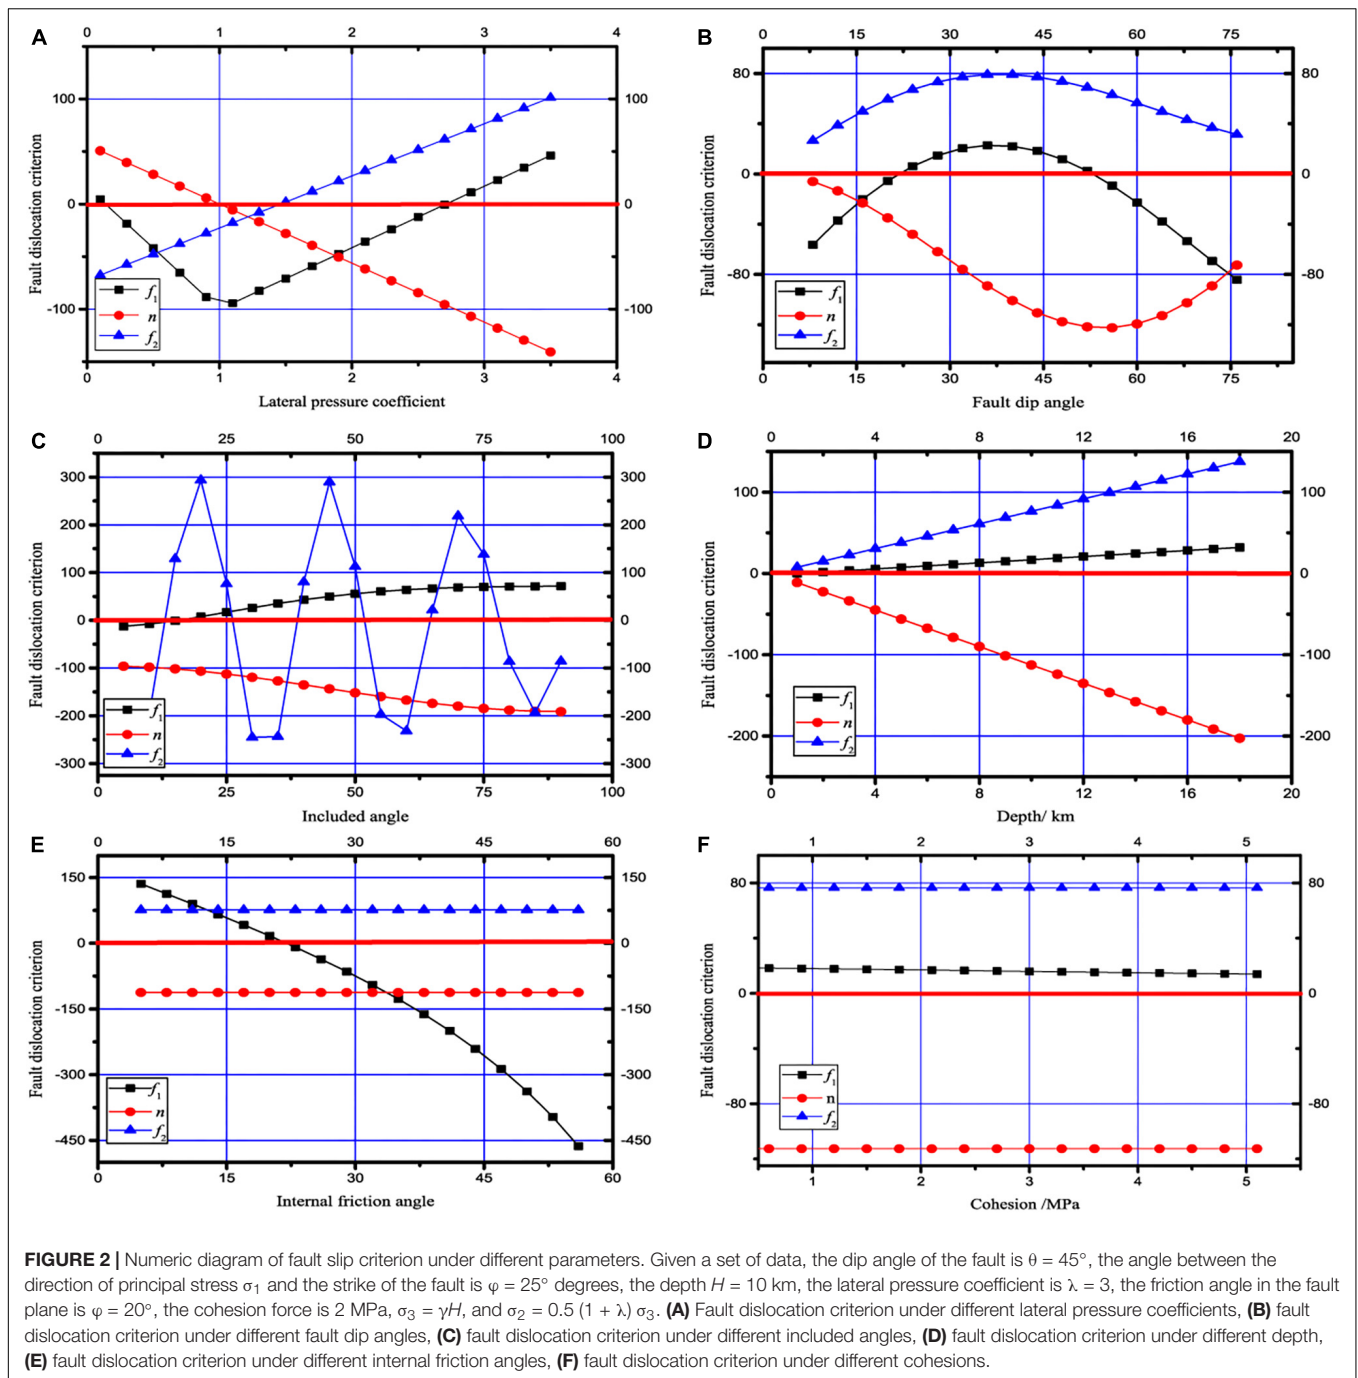 A
0 1 2 3 4
100 0 -100
Fault dislocation criterion
f1
n
f2
100 0 -100
0 1 2 3 4
Lateral pressure coefficient
B
0 15 30 45 60 75
80 0 -80
Fault dislocation criterion
f1
n
f2
80 0 -80
0 15 30 45 60 75
Fault dip angle
C
0 25 50 75 100
300 200 100 0 -100 -200 -300
Fault dislocation criterion
f1
n
f2
300 200 100 0 -100 -200 -300
0 25 50 75 100
Included angle
D
0 4 8 12 16 20
100 0 -100 -200
Fault dislocation criterion
f1
n
f2
100 0 -100 -200
0 4 8 12 16 20
Depth/ km
E
0 15 30 45 60
150 0 -150 -300 -450
Fault dislocation criterion
f1
n
f2
150 0 -150 -300 -450
0 15 30 45 60
Internal friction angle
F
1 2 3 4 5
80 0 -80
Fault dislocation criterion
f1
n
f2
80 0 -80
1 2 3 4 5
Cohesion /MPa
FIGURE 2 | Numeric diagram of fault slip criterion under different parameters. Given a set of data, the dip angle of the fault is θ = 45°, the angle between the
direction of principal stress σ1 and the strike of the fault is φ = 25° degrees, the depth H = 10 km, the lateral pressure coefficient is λ = 3, the friction angle in the fault
plane is φ = 20°, the cohesion force is 2 MPa, σ3 = γH, and σ2 = 0.5 (1 + λ) σ3. (A) Fault dislocation criterion under different lateral pressure coefficients, (B) fault
dislocation criterion under different fault dip angles, (C) fault dislocation criterion under different included angles, (D) fault dislocation criterion under different depth,
(E) fault dislocation criterion under different internal friction angles, (F) fault dislocation criterion under different cohesions.